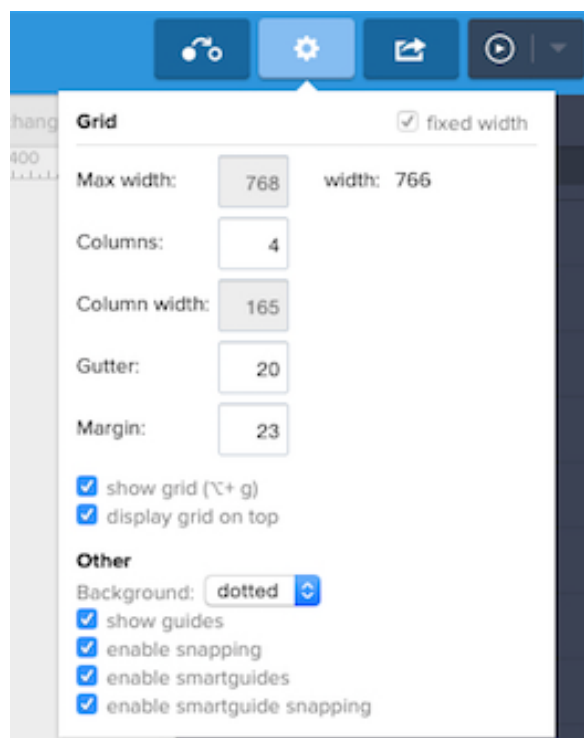 hang
Grid fixed width
400
Max width: 768 width: 766
Columns: 4
Column width: 165
Gutter: 20
Margin: 23
show grid (⌥+ g)
display grid on top
Other
Background: dotted
show guides
enable snapping
enable smartguides
enable smartguide snapping